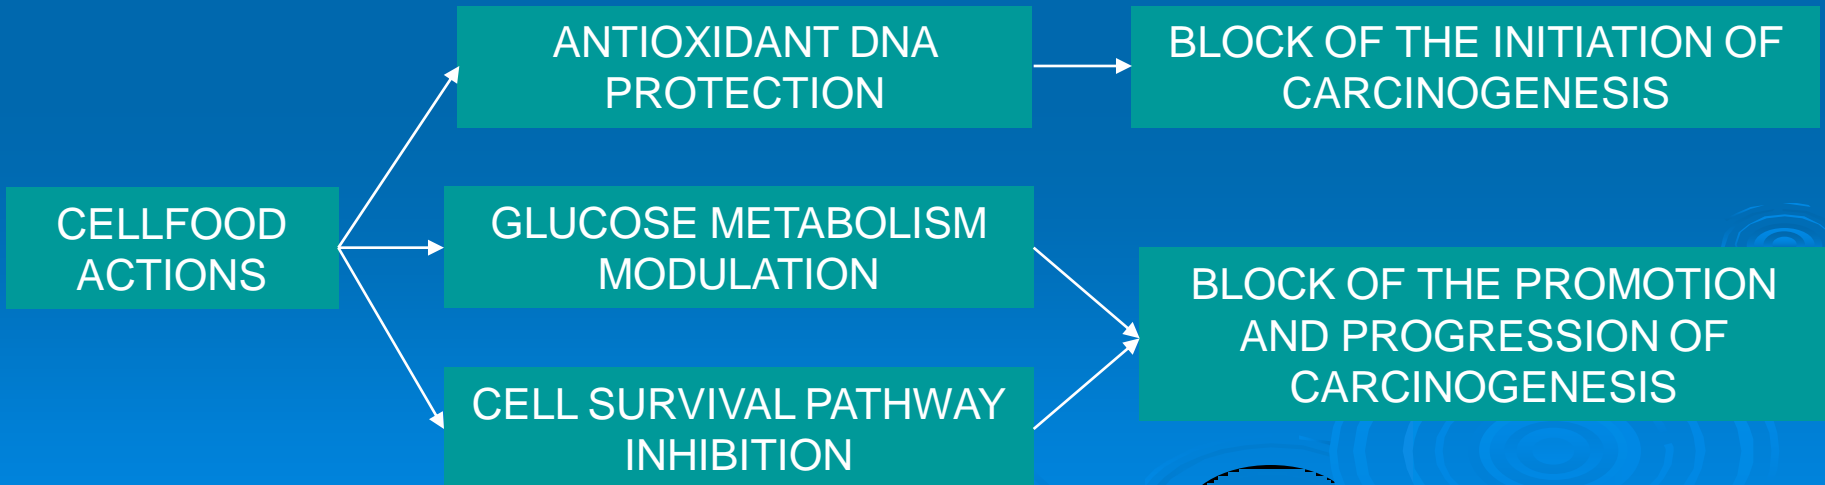 ANTIOXIDANT DNA
PROTECTION
BLOCK OF THE INITIATION OF
CARCINOGENESIS
CELLFOOD
ACTIONS
GLUCOSE METABOLISM
MODULATION
BLOCK OF THE PROMOTION
AND PROGRESSION OF
CARCINOGENESIS
CELL SURVIVAL PATHWAY
INHIBITION